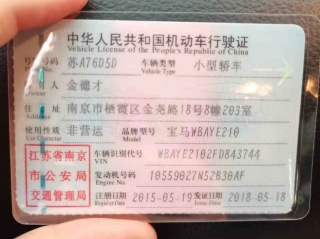 中华人民共和国机动车行驶证
Vehicle License of the People's Republic of China
号牌号码 苏A76D5D 车辆类型 小型轿车
Vehicle Type
所有人 金德才
住 址 南京市栖霞区金尧路18号8幢203室
Address
使用性质 非营运 品牌型号 宝马WBAYE210
Use Character
江苏省南京
市公安局
交通管理局
车辆识别代号 WBAYE2102FD843744
VIN
发动机号码 10559027N52B30AF
Engine No.
注册日期 2015-05-19 发证日期 2018-05-18
Register Date Issue Date